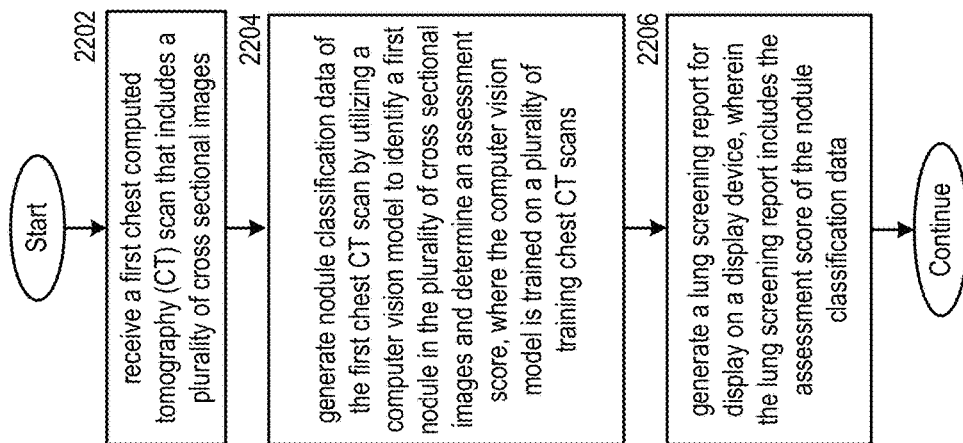 Start
2202
receive a first chest computed
tomography (CT) scan that includes a
plurality of cross sectional images
2204
generate nodule classification data of
the first chest CT scan by utilizing a
computer vision model to identify a first
nodule in the plurality of cross sectional
images and determine an assessment
score, where the computer vision
model is trained on a plurality of
training chest CT scans
2206
generate a lung screening report for
display on a display device, wherein
the lung screening report includes the
assessment score of the nodule
classification data
Continue